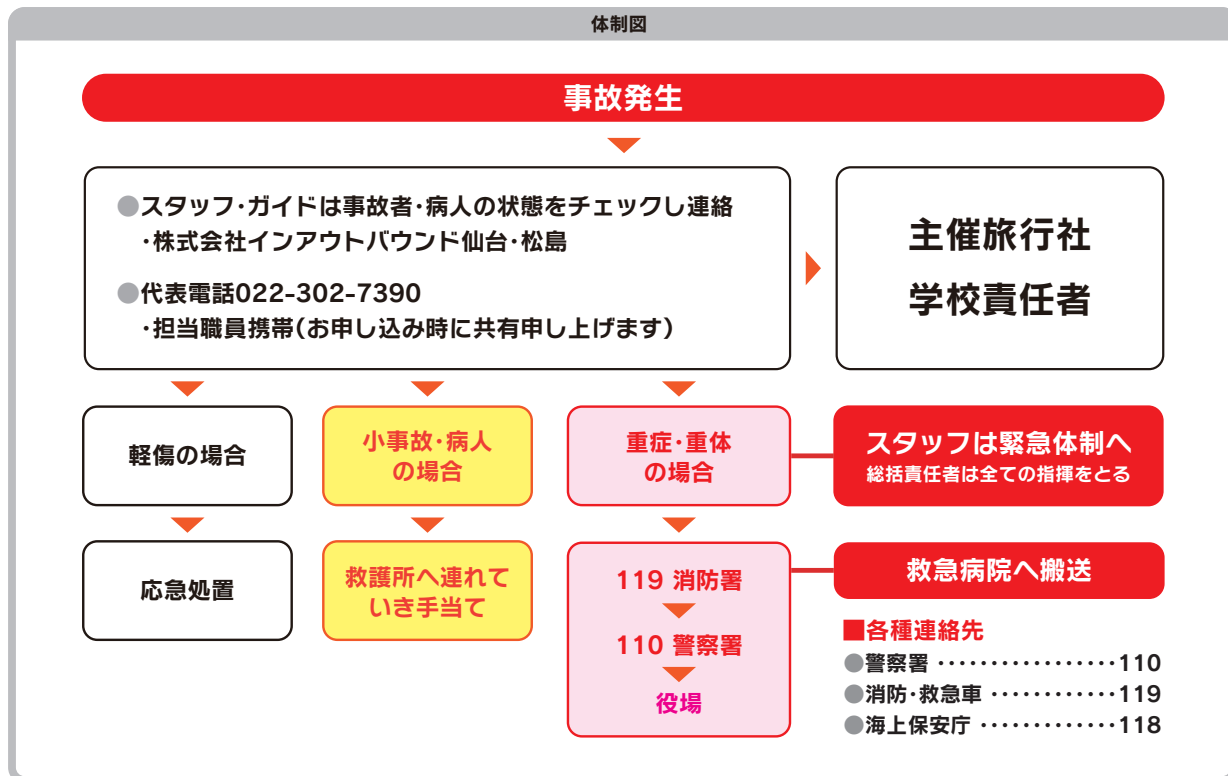 体制図
事故発生
●スタッフ・ガイドは事故者・病人の状態をチェックし連絡
・株式会社インアウトバウンド仙台・松島
●代表電話022-302-7390
・担当職員携帯(お申し込み時に共有申し上げます)
主催旅行社
学校責任者
軽傷の場合
小事故・病人
の場合
重症・重体
の場合
スタッフは緊急体制へ
総括責任者は全ての指揮をとる
応急処置
救護所へ連れて
いき手当て
119 消防署
110 警察署
役場
救急病院へ搬送
■各種連絡先
●警察署 ・・・・・・・・・・・・・・・・・110
●消防・救急車 ・・・・・・・・・・・・119
●海上保安庁 ・・・・・・・・・・・・・118